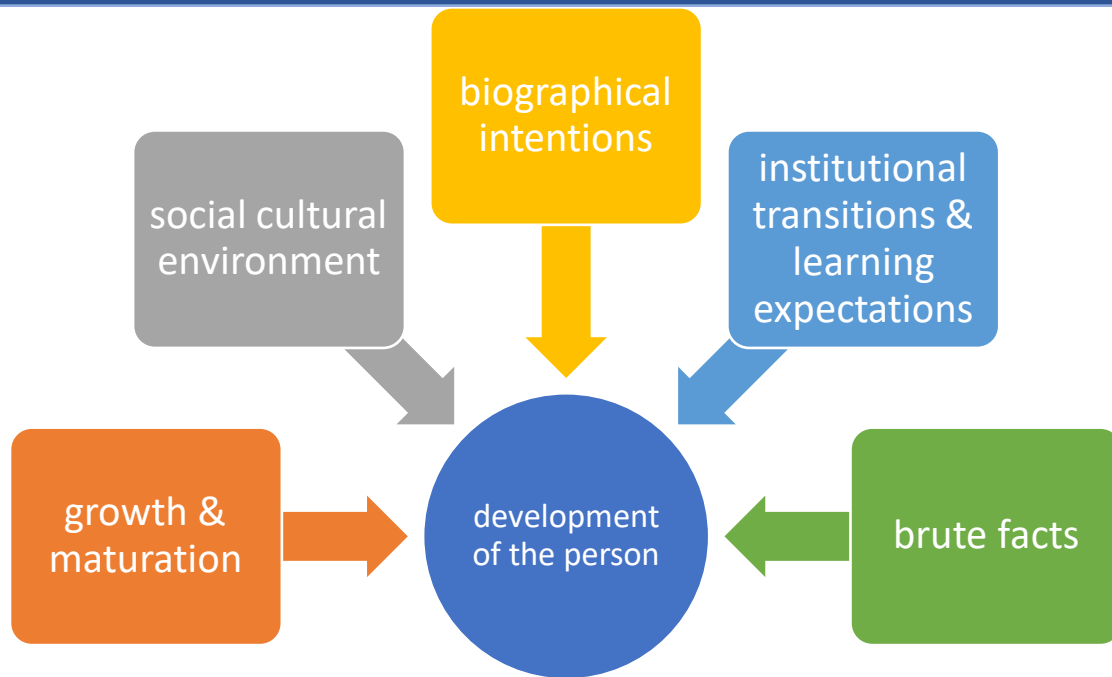 biographical
intentions
social cultural
environment
institutional
transitions &
learning
expectations
growth &
maturation
development
of the person
brute facts